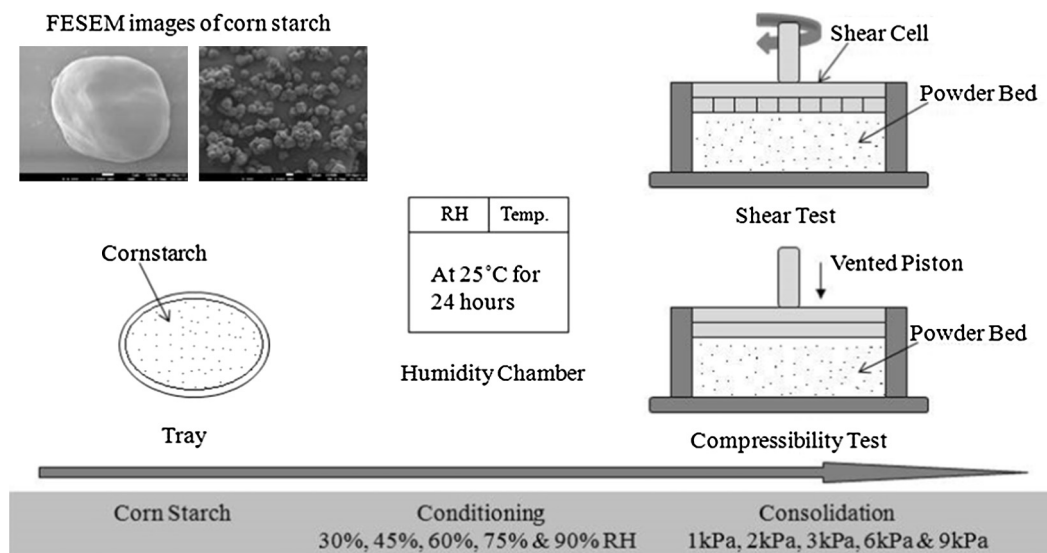 FESEM images of corn starch
Cornstarch
Tray
RH Temp.
At 25°C for
24 hours
Humidity Chamber
Shear Cell
Powder Bed
Shear Test
Vented Piston
Powder Bed
Compressibility Test
Corn Starch
Conditioning
30%, 45%, 60%, 75% & 90% RH
Consolidation
1kPa, 2kPa, 3kPa, 6kPa & 9kPa